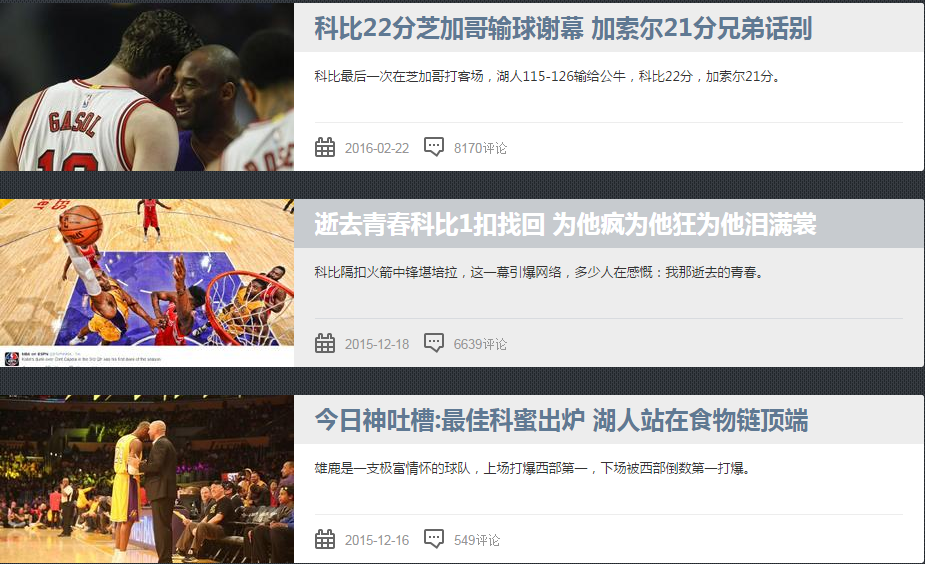 科比22分芝加哥输球谢幕 加索尔21分兄弟话别
科比最后一次在芝加哥打客场，湖人115-126输给公牛，科比22分，加索尔21分。
GASOL
2016-02-22 8170评论
逝去青春科比1扣找回 为他疯为他狂为他泪满裳
科比隔扣火箭中锋堪培拉，这一幕引爆网络，多少人在感慨：我那逝去的青春。
2015-12-18 6639评论
今日神吐槽:最佳科蜜出炉 湖人站在食物链顶端
雄鹿是一支极富情怀的球队，上场打爆西部第一，下场被西部倒数第一打爆。
2015-12-16 549评论